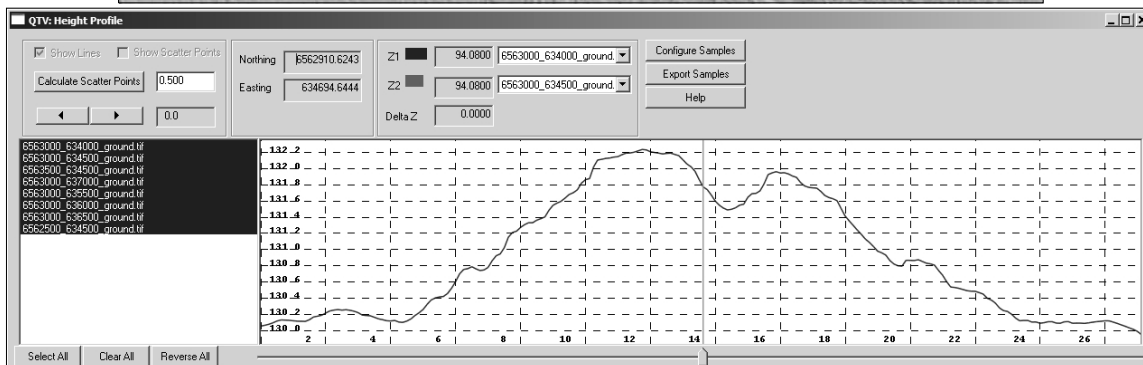 QTV: Height Profile
Show Lines Show Scatter Points
Calculate Scatter Points 0.500
0.0
Northing 6562910.6243
Easting 634694.6444
Z1 94.0800 6563000_634000_ground.
Z2 94.0800 6563000_634500_ground.
Delta Z 0.0000
Configure Samples
Export Samples
Help
6563000_634000_ground.tif
6563000_634500_ground.tif
6563500_634500_ground.tif
6563000_637000_ground.tif
6563000_635500_ground.tif
6563000_636000_ground.tif
6563000_636500_ground.tif
6562500_634500_ground.tif
132.2
132.0
131.8
131.6
131.4
131.2
131.0
130.8
130.6
130.4
130.2
130.0
2 4 6 8 10 12 14 16 18 20 22 24 26
Select All Clear All Reverse All